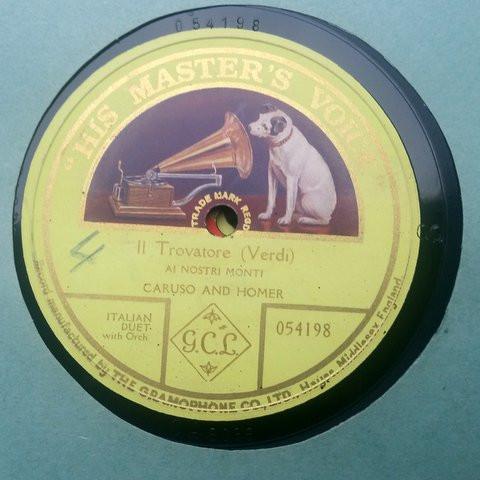 054198
"HIS MASTER'S VOICE"
TRADE MARK REGD
4
Il Trovatore (Verdi)
AI NOSTRI MONTI
CARUSO AND HOMER
ITALIAN
DUET
with Orch
G.C.L.
054198
manufactured by THE GRAMOPHONE CO., LTD. Hayes Middlesex England